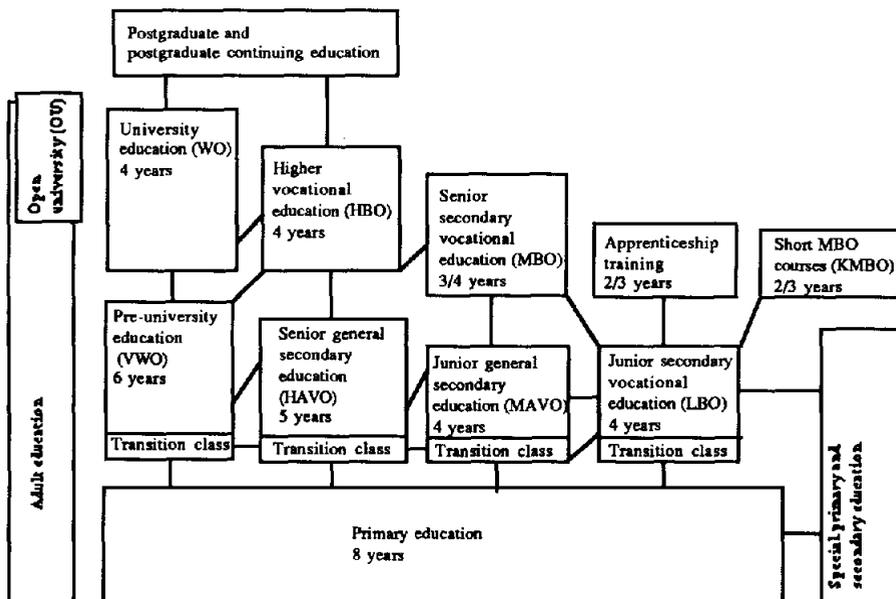 Postgraduate and
postgraduate continuing education
Open
university (OU)
University
education (WO)
4 years
Higher
vocational
education (HBO)
4 years
Senior
secondary
vocational
education (MBO)
3/4 years
Apprenticeship
training
2/3 years
Short MBO
courses (KMBO)
2/3 years
Pre-university
education
(VWO)
6 years
Transition class
Senior general
secondary
education
(HAVO)
5 years
Transition class
Junior general
secondary
education (MAVO)
4 years
Transition class
Junior secondary
vocational
education (LBO)
4 years
Transition class
Adult education
Primary education
8 years
Special primary and
secondary education